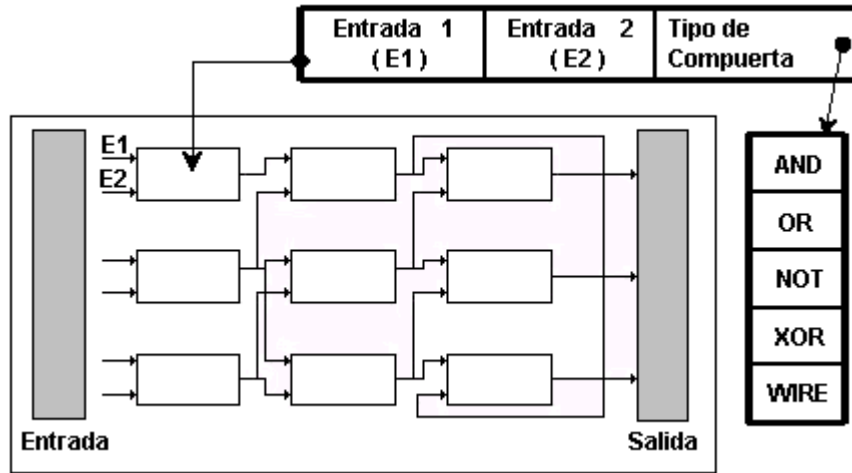 Entrada 1
(E1)
Entrada 2
(E2)
Tipo de
Compuerta
E1
E2
AND
OR
NOT
XOR
WIRE
Entrada
Salida